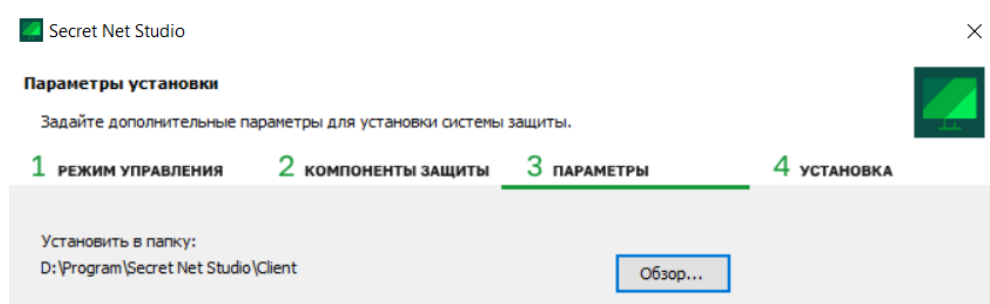 Secret Net Studio
Параметры установки
Задайте дополнительные параметры для установки системы защиты.
1 РЕЖИМ УПРАВЛЕНИЯ 2 КОМПОНЕНТЫ ЗАЩИТЫ 3 ПАРАМЕТРЫ 4 УСТАНОВКА
Установить в папку:
D:\Program\Secret Net Studio\Client
Обзор...